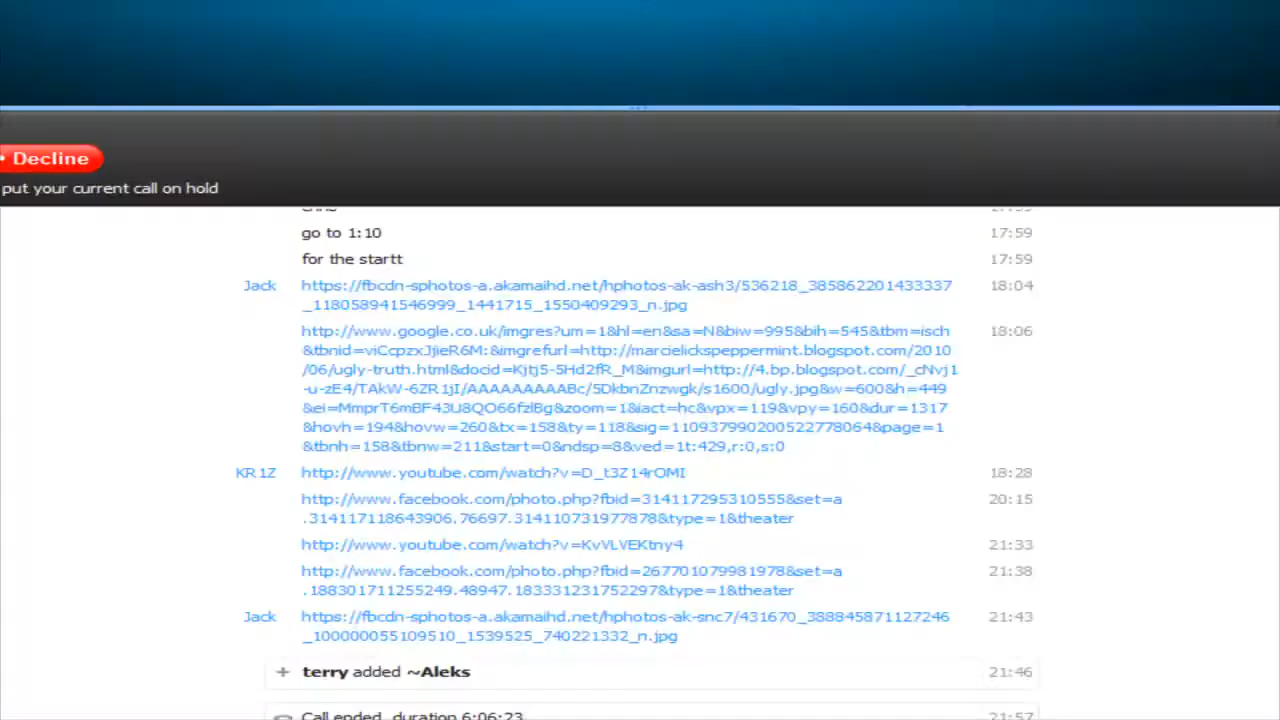 • Decline
put your current call on hold
go to 1:10 17:59
for the startt 17:59
Jack https://fbcdn-sphotos-a.akamaihd.net/hphotos-ak-ash3/536218_385862201433337 18:04
_118058941546999_1441715_1550409293_n.jpg
http://www.google.co.uk/imgres?um=1&hl=en&sa=N&biw=995&bih=545&tbm=isch 18:06
&tbnid=viCcpzxJjieR6M:&imgrefurl=http://marcielickspeppermint.blogspot.com/2010
/06/ugly-truth.html&docid=Kjtj5-5Hd2fR_M&imgurl=http://4.bp.blogspot.com/_cNvj1
-u-zE4/TAkW-6ZR1jI/AAAAAAAAABc/5DkbnZnzwgk/s1600/ugly.jpg&w=600&h=449
&ei=MmprT6mBF43U8QO66fzlBg&zoom=1&iact=hc&vpx=119&vpy=160&dur=1317
&hovh=194&hovw=260&tx=158&ty=118&sig=110937990200522778064&page=1
&tbnh=158&tbnw=211&start=0&ndsp=8&ved=1t:429,r:0,s:0
KR1Z http://www.youtube.com/watch?v=D_t3Z14rOMI 18:28
http://www.facebook.com/photo.php?fbid=314117295310555&set=a 20:15
.314117118643906.76697.314110731977878&type=1&theater
http://www.youtube.com/watch?v=KvVLVEKtny4 21:33
http://www.facebook.com/photo.php?fbid=267701079981978&set=a 21:38
.188301711255249.48947.183331231752297&type=1&theater
Jack https://fbcdn-sphotos-a.akamaihd.net/hphotos-ak-snc7/431670_388845871127246 21:43
_100000055109510_1539525_740221332_n.jpg
+ terry added ~Aleks 21:46
Call ended, duration 6:06:23 21:57